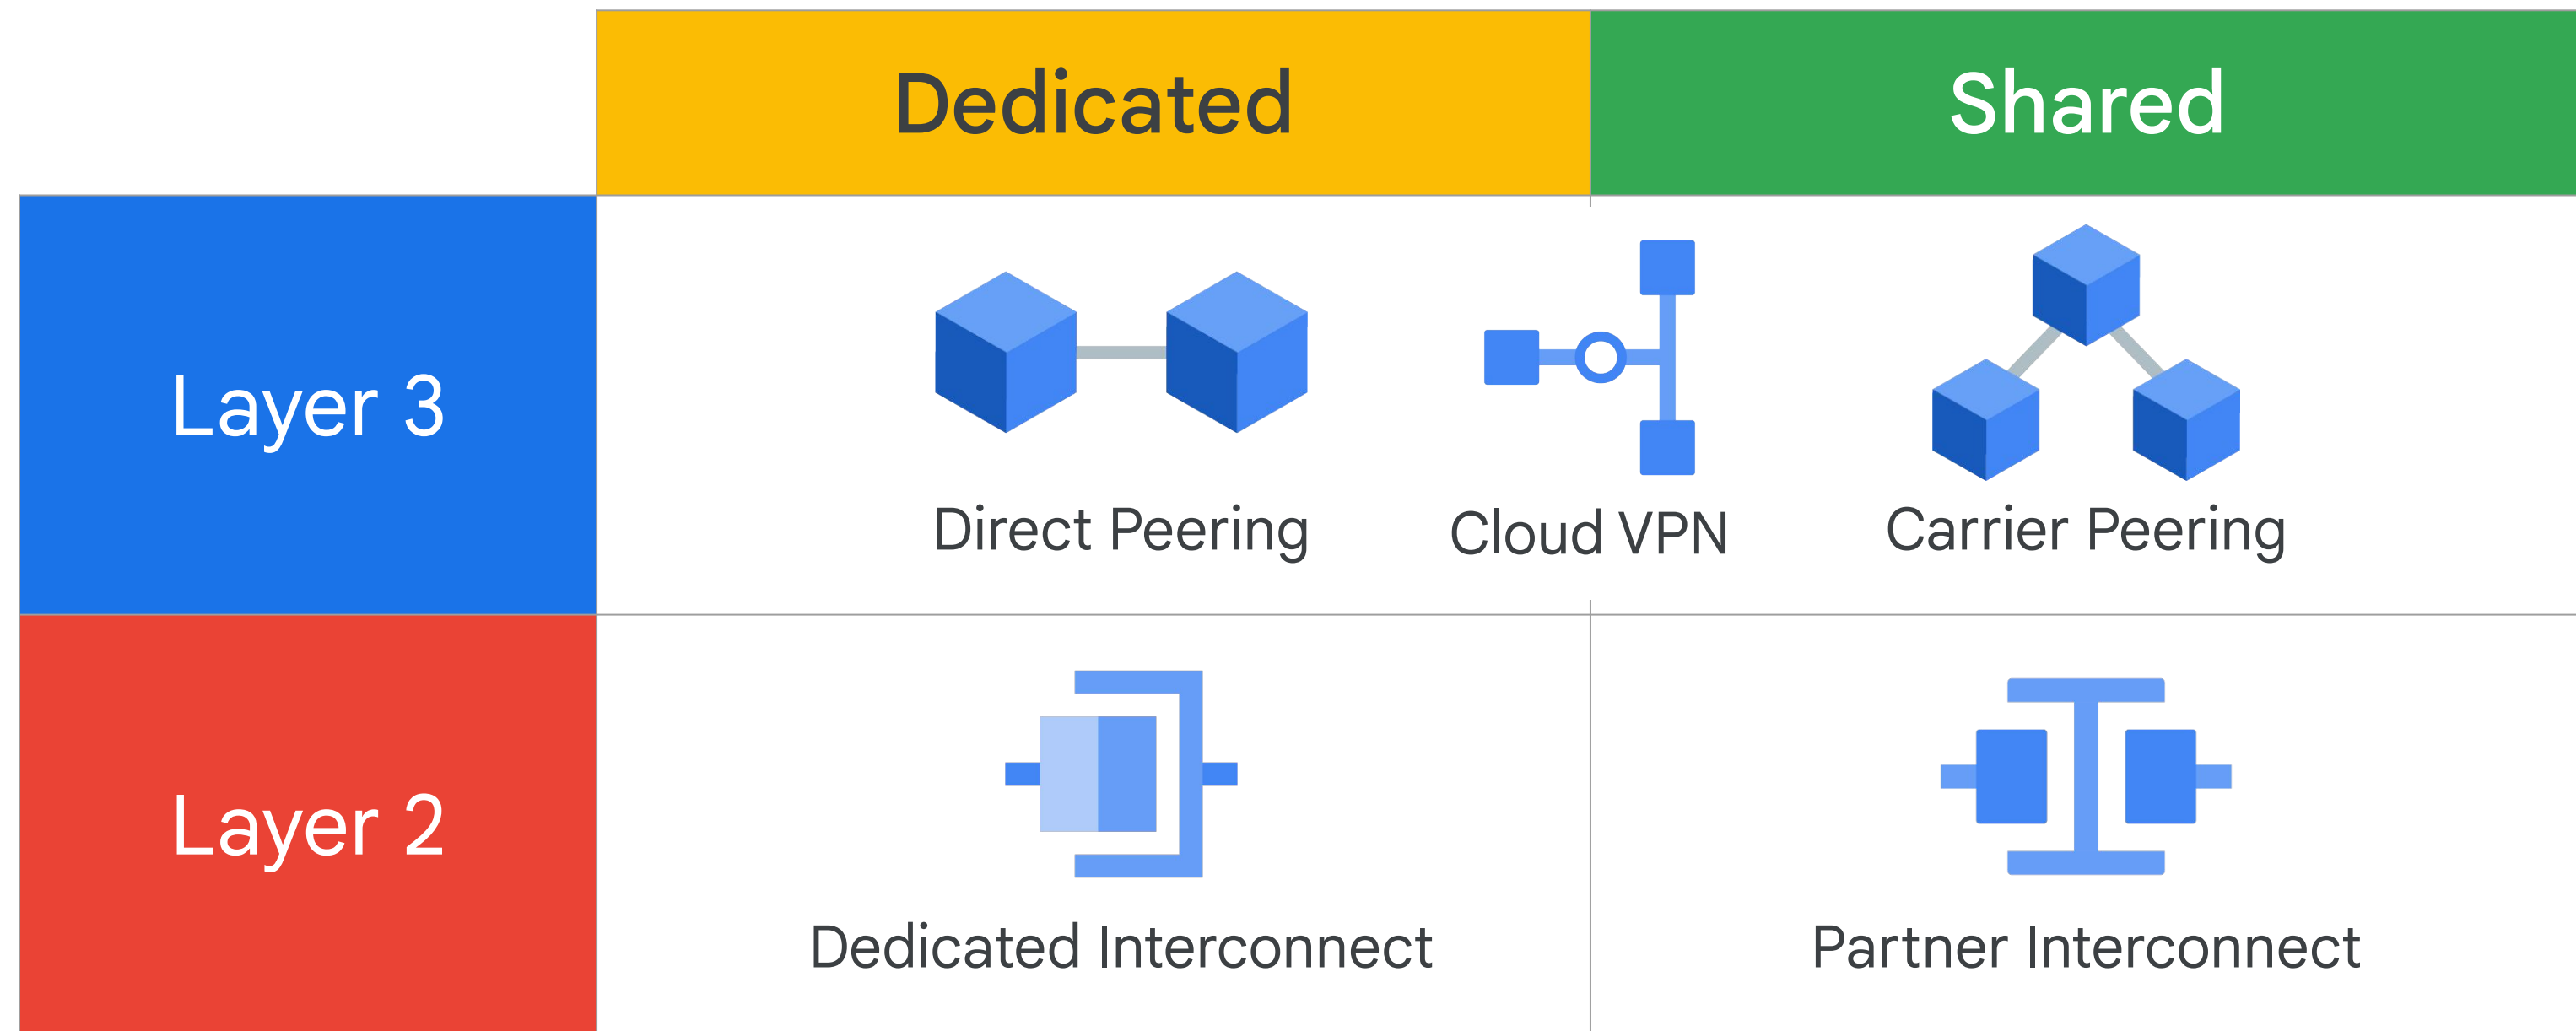 Dedicated
Shared
Layer 3
Direct Peering
Cloud VPN
Carrier Peering
Layer 2
Dedicated Interconnect
Partner Interconnect